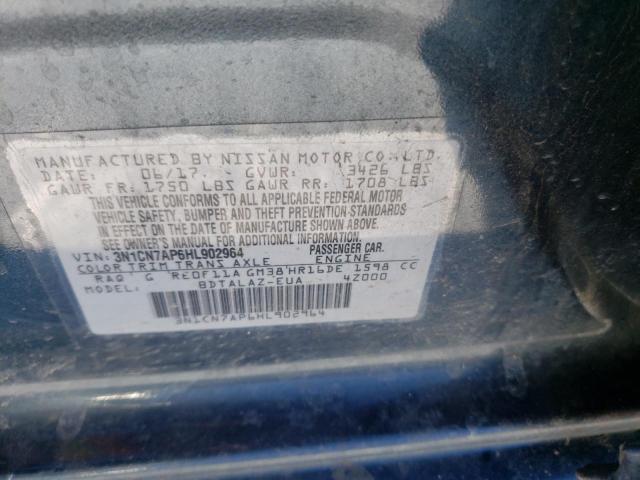 MANUFACTURED BY NISSAN MOTOR CO., LTD.
DATE: 06/17 GVWR: 3426 LBS
GAWR FR: 1750 LBS GAWR RR: 1708 LBS
THIS VEHICLE CONFORMS TO ALL APPLICABLE FEDERAL MOTOR
VEHICLE SAFETY, BUMPER AND THEFT PREVENTION STANDARDS
IN EFFECT ON THE DATE OF MANUFACTURE SHOWN ABOVE.
SEE OWNER'S MANUAL FOR ADDITIONAL INFORMATION.
VIN: 3N1CN7AP6HL902964 PASSENGER CAR.
COLOR TRIM TRANS AXLE ENGINE
RAG G RE0F11A GM38 HR16DE 1598 CC
BDTALAZ-EUA 4Z000
3N1CN7AP6HL902964